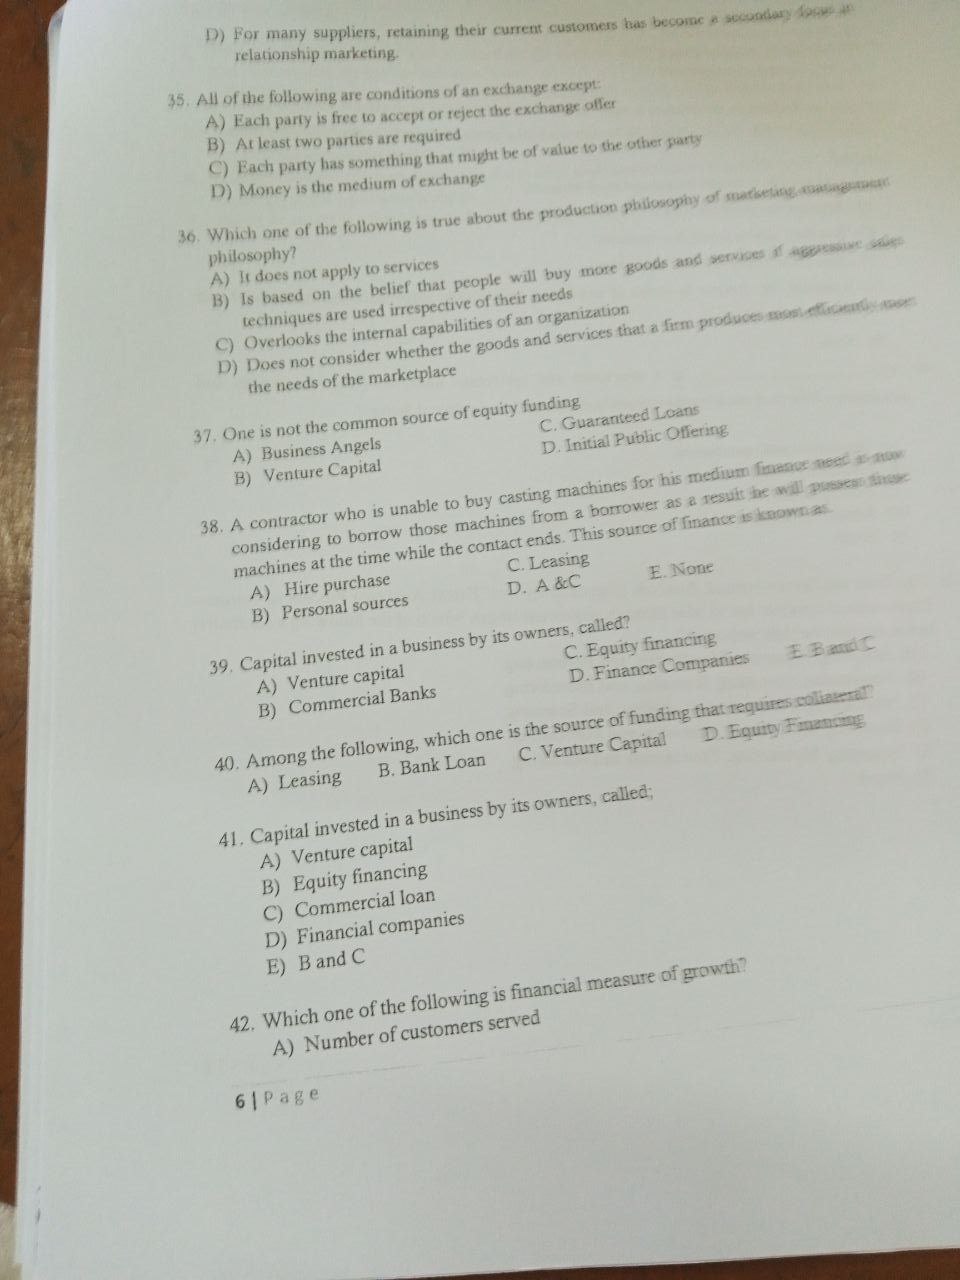 D) For many suppliers, retaining their current customers has become a secondary focus in
relationship marketing.
35. All of the following are conditions of an exchange except:
A) Each party is free to accept or reject the exchange offer
B) At least two parties are required
C) Each party has something that might be of value to the other party
D) Money is the medium of exchange
36. Which one of the following is true about the production philosophy of marketing management
philosophy?
A) It does not apply to services
B) Is based on the belief that people will buy more goods and services if aggressive sales
techniques are used irrespective of their needs
C) Overlooks the internal capabilities of an organization
D) Does not consider whether the goods and services that a firm produces most efficiently meet
the needs of the marketplace
37. One is not the common source of equity funding
A) Business Angels C. Guaranteed Loans
B) Venture Capital D. Initial Public Offering
38. A contractor who is unable to buy casting machines for his medium finance need is now
considering to borrow those machines from a borrower as a result he will possess those
machines at the time while the contact ends. This source of finance is known as
A) Hire purchase C. Leasing
B) Personal sources D. A &C E. None
39. Capital invested in a business by its owners, called?
A) Venture capital C. Equity financing
B) Commercial Banks D. Finance Companies E. B and C
40. Among the following, which one is the source of funding that requires collateral?
A) Leasing B. Bank Loan C. Venture Capital D. Equity Financing
41. Capital invested in a business by its owners, called;
A) Venture capital
B) Equity financing
C) Commercial loan
D) Financial companies
E) B and C
42. Which one of the following is financial measure of growth?
A) Number of customers served
6 | Page